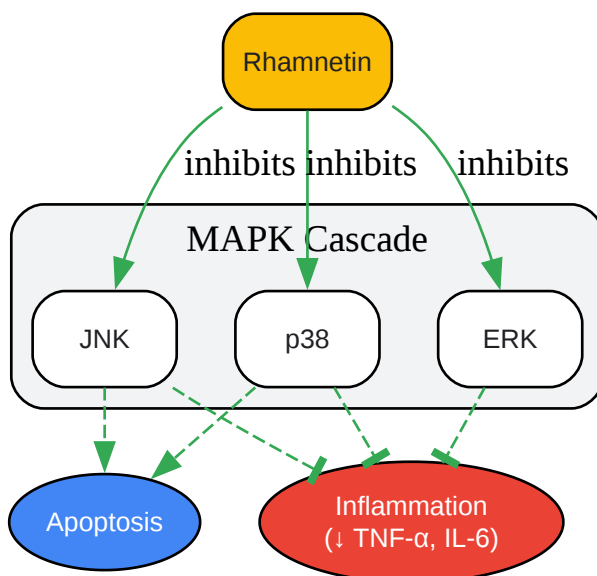 Rhamnetin
inhibits inhibits inhibits
MAPK Cascade
JNK p38 ERK
Apoptosis
Inflammation
(↓ TNF-α, IL-6)